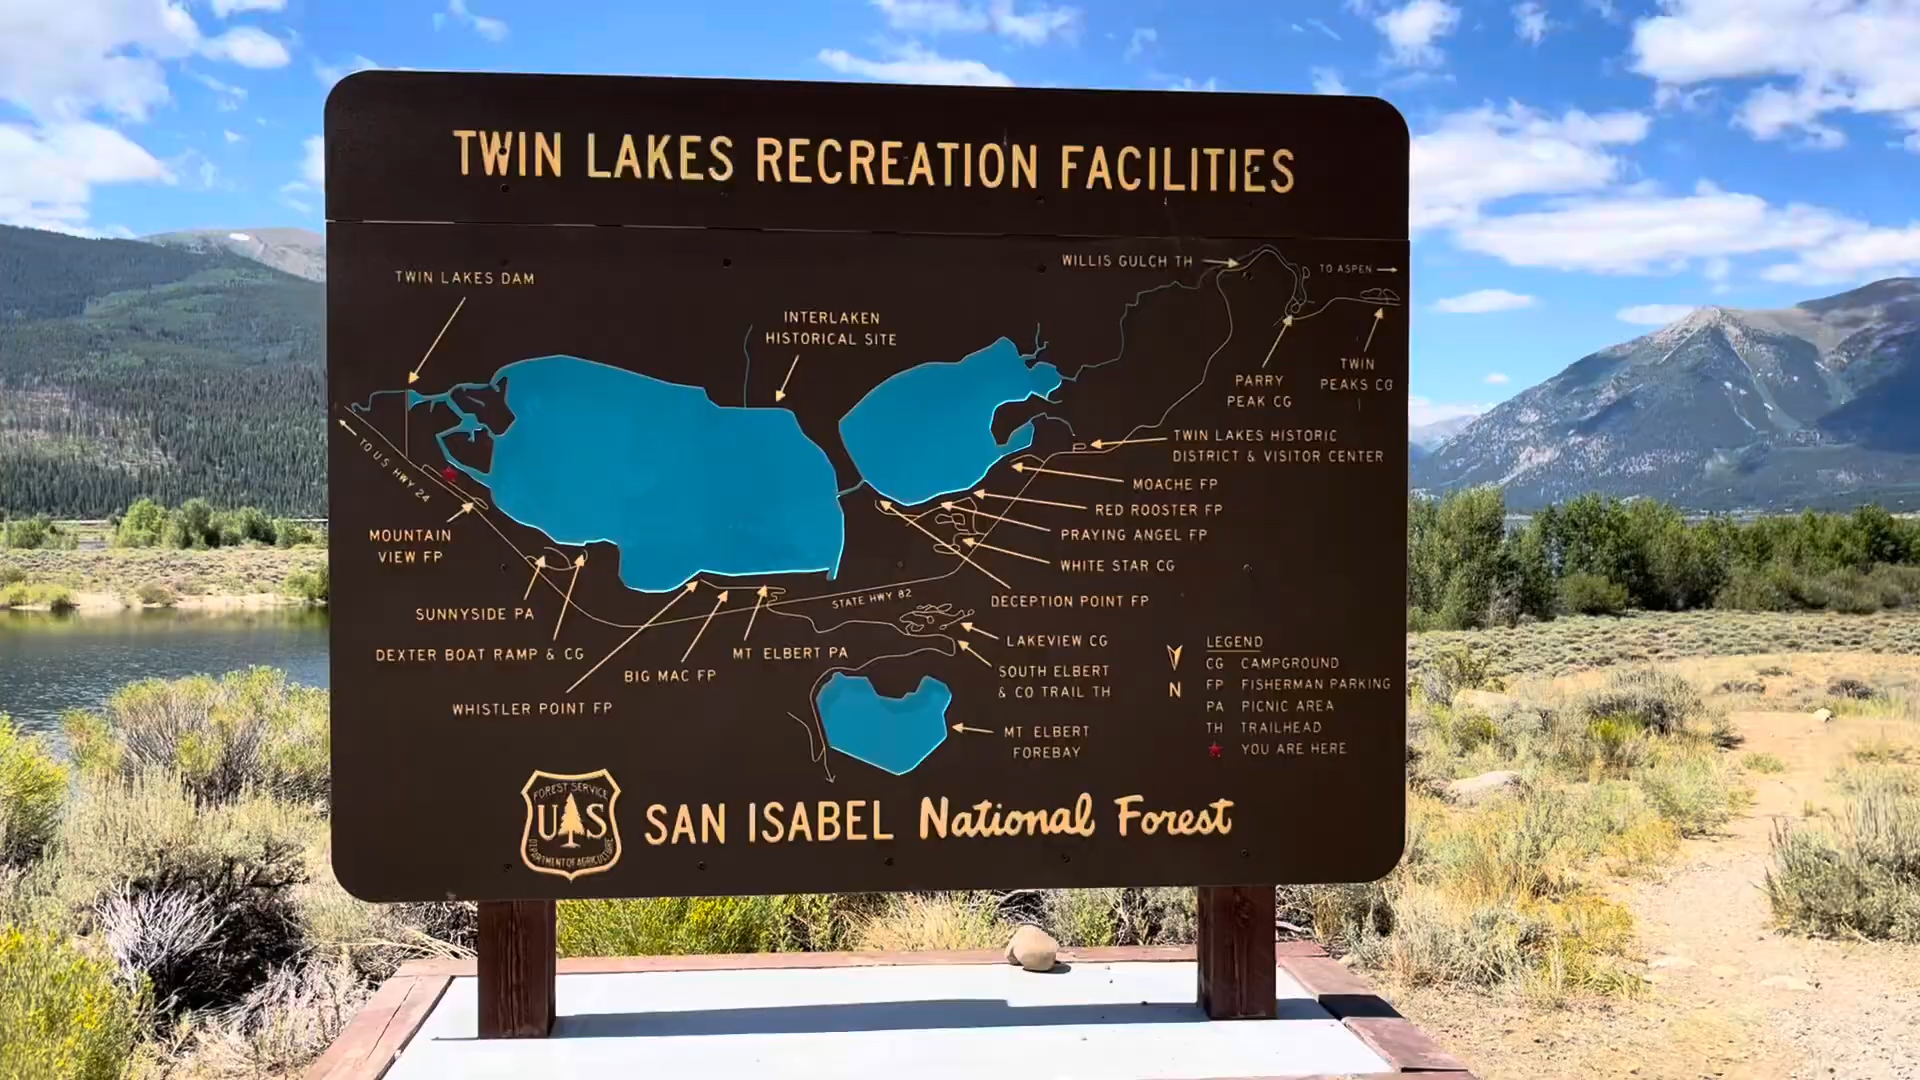 TWIN LAKES RECREATION FACILITIES
WILLIS GULCH TH
TO ASPEN
TWIN LAKES DAM
INTERLAKEN
HISTORICAL SITE
TWIN
PEAKS CG
PARRY
PEAK CG
TO U.S. HWY 24
TWIN LAKES HISTORIC
DISTRICT & VISITOR CENTER
MOACHE FP
RED ROOSTER FP
PRAYING ANGEL FP
WHITE STAR CG
DECEPTION POINT FP
MOUNTAIN
VIEW FP
SUNNYSIDE PA
DEXTER BOAT RAMP & CG
WHISTLER POINT FP
BIG MAC FP
MT ELBERT PA
STATE HWY 82
LAKEVIEW CG
SOUTH ELBERT
& CO TRAIL TH
MT ELBERT
FOREBAY
N
LEGEND
CG CAMPGROUND
FP FISHERMAN PARKING
PA PICNIC AREA
TH TRAILHEAD
YOU ARE HERE
FOREST SERVICE
U S
DEPARTMENT OF AGRICULTURE
SAN ISABEL National Forest